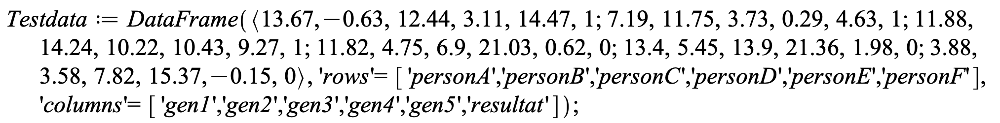 Testdata := DataFrame(⟨13.67,−0.63, 12.44, 3.11, 14.47, 1; 7.19, 11.75, 3.73, 0.29, 4.63, 1; 11.88,
14.24, 10.22, 10.43, 9.27, 1; 11.82, 4.75, 6.9, 21.03, 0.62, 0; 13.4, 5.45, 13.9, 21.36, 1.98, 0; 3.88,
3.58, 7.82, 15.37,−0.15, 0⟩, 'rows'= [ 'personA','personB','personC','personD','personE','personF' ],
'columns'= [ 'gen1','gen2','gen3','gen4','gen5','resultat' ]);